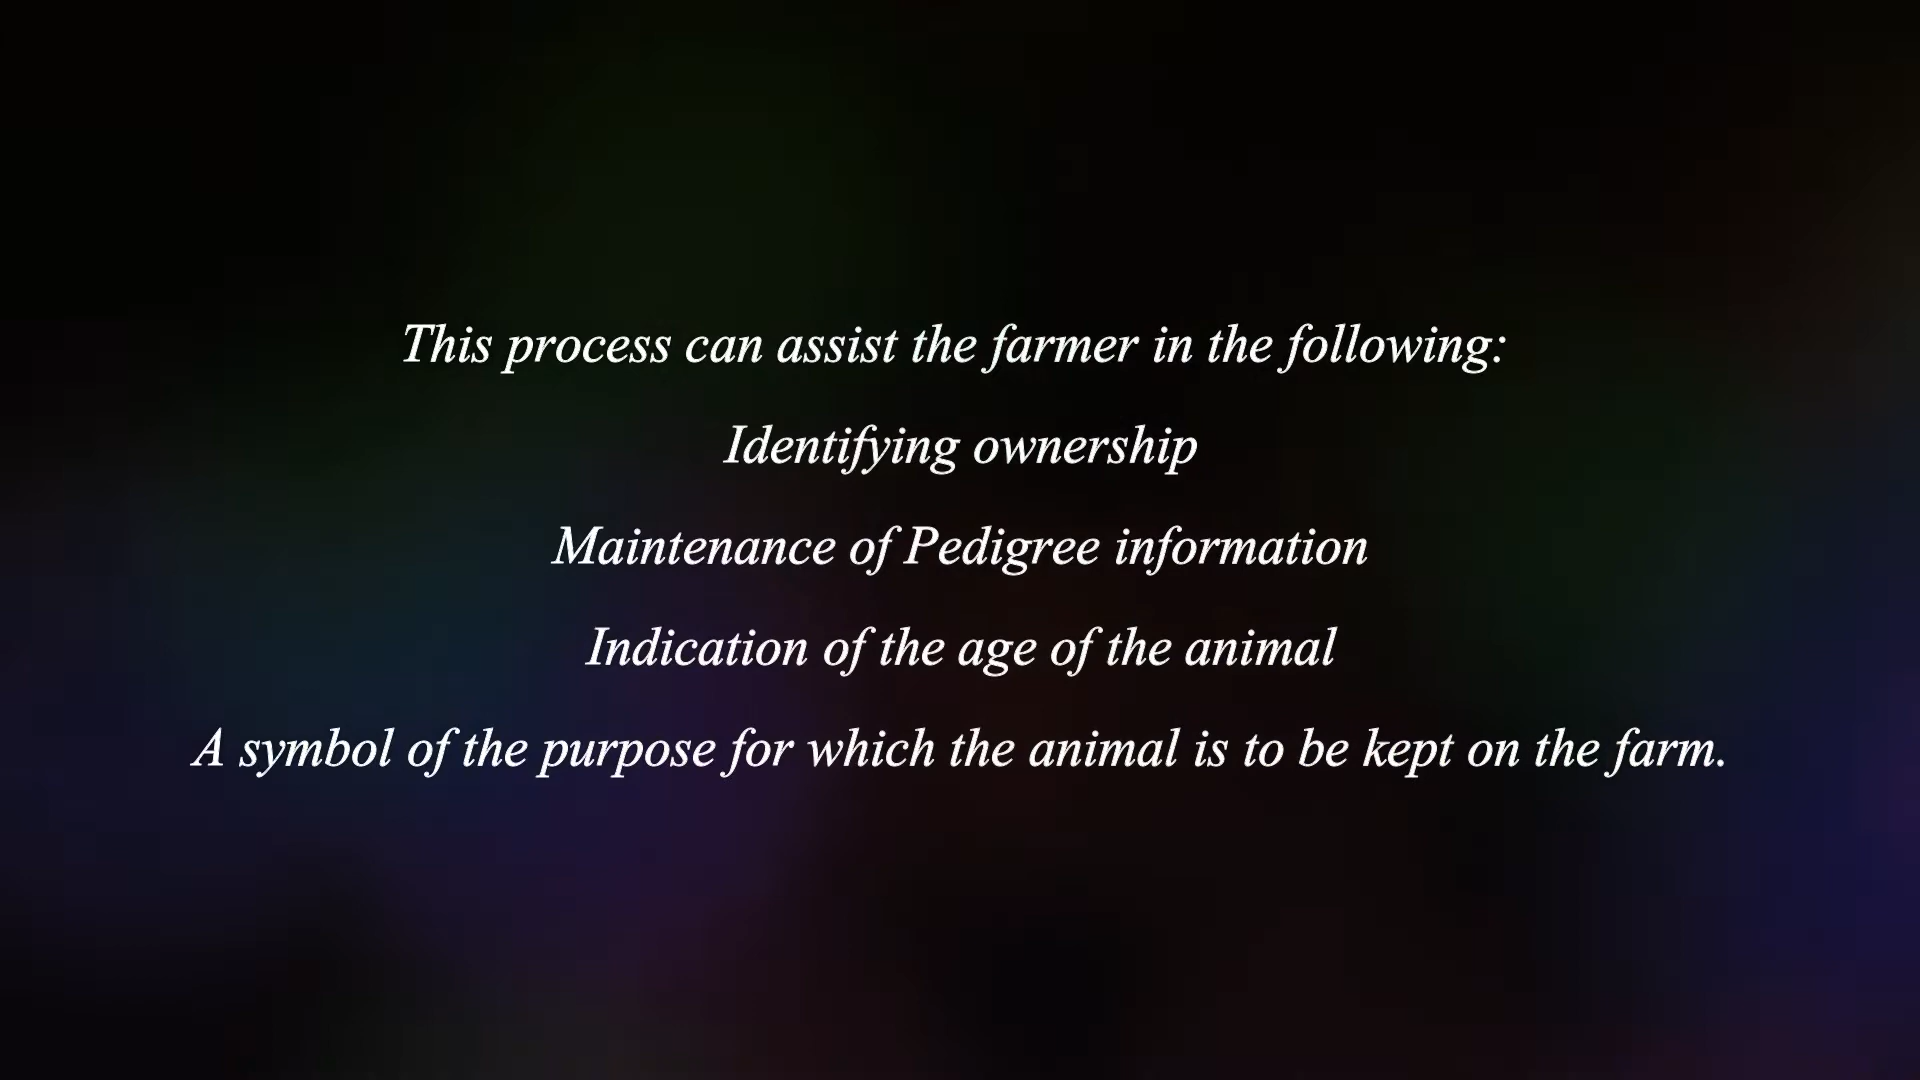 This process can assist the farmer in the following:
Identifying ownership
Maintenance of Pedigree information
Indication of the age of the animal
A symbol of the purpose for which the animal is to be kept on the farm.